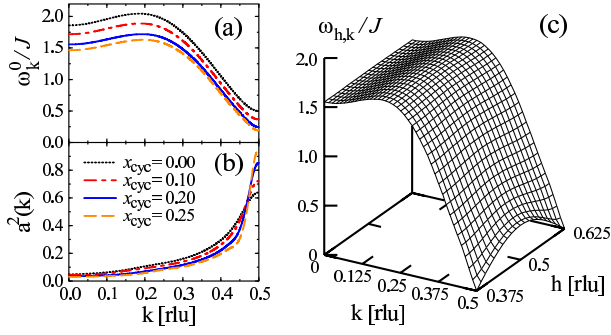 (a)
ω⁰ₖ/J
2.0
1.5
1.0
0.5
0.0
(b)
x_cyc= 0.00
x_cyc= 0.10
x_cyc= 0.20
x_cyc= 0.25
a²(k)
0.8
0.6
0.4
0.2
0.0
0.0 0.1 0.2 0.3 0.4 0.5
k [rlu]
(c)
ω_h,k/J
2.0
1.5
1.0
0.5
0
0 0.125 0.25 0.375 0.5
k [rlu]
0.375 0.5 0.625
h [rlu]